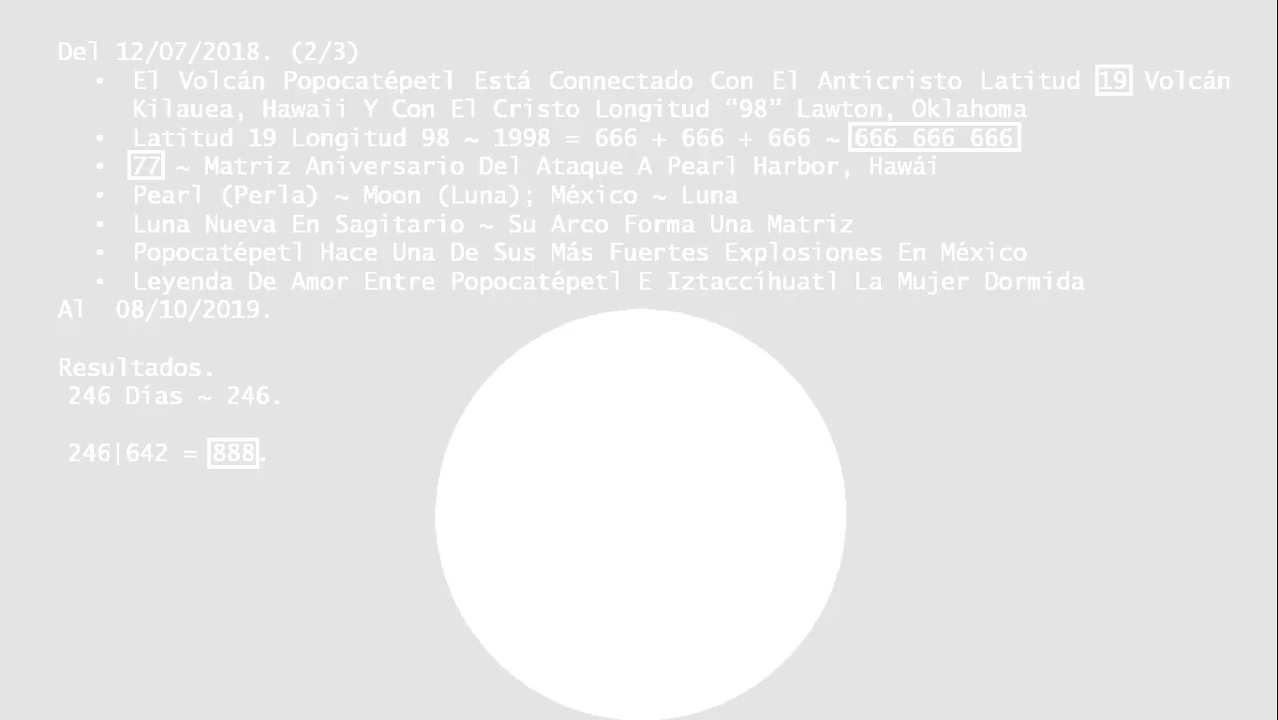 Del 12/07/2018. (2/3)
• El Volcán Popocatépetl Está Connectado Con El Anticristo Latitud 19 Volcán
Kilauea, Hawaii Y Con El Cristo Longitud “98” Lawton, Oklahoma
• Latitud 19 Longitud 98 ~ 1998 = 666 + 666 + 666 ~ 666 666 666
• 77 ~ Matriz Aniversario Del Ataque A Pearl Harbor, Hawái
• Pearl (Perla) ~ Moon (Luna); México ~ Luna
• Luna Nueva En Sagitario ~ Su Arco Forma Una Matriz
• Popocatépetl Hace Una De Sus Más Fuertes Explosiones En México
• Leyenda De Amor Entre Popocatépetl E Iztaccíhuatl La Mujer Dormida
Al 08/10/2019.
Resultados.
246 Días ~ 246.
246|642 = 888.